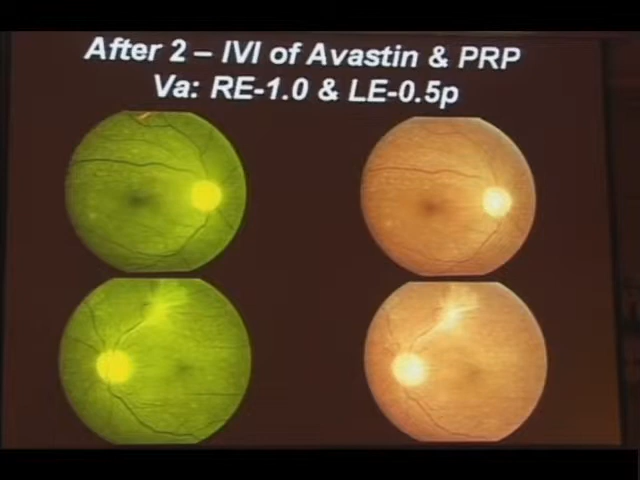 After 2 – IVI of Avastin & PRP
Va: RE-1.0 & LE-0.5p